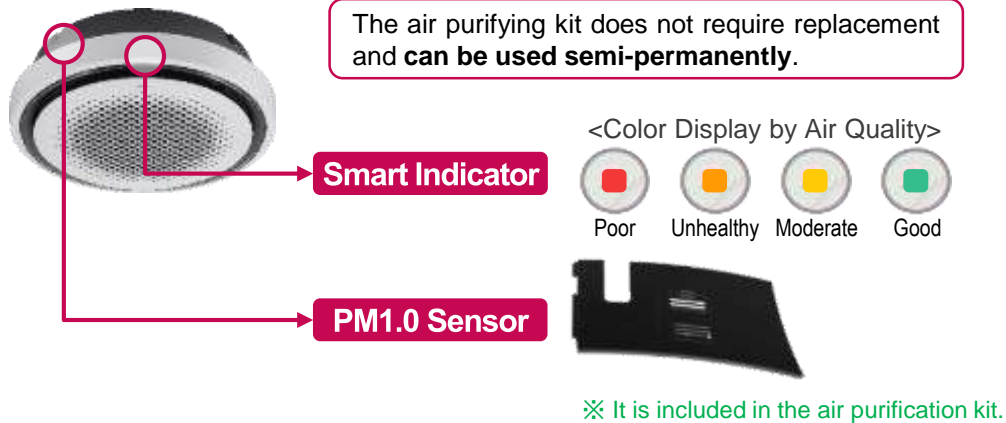 The air purifying kit does not require replacement
and can be used semi-permanently.
<Color Display by Air Quality>
Smart Indicator
Poor Unhealthy Moderate Good
PM1.0 Sensor
※ It is included in the air purification kit.